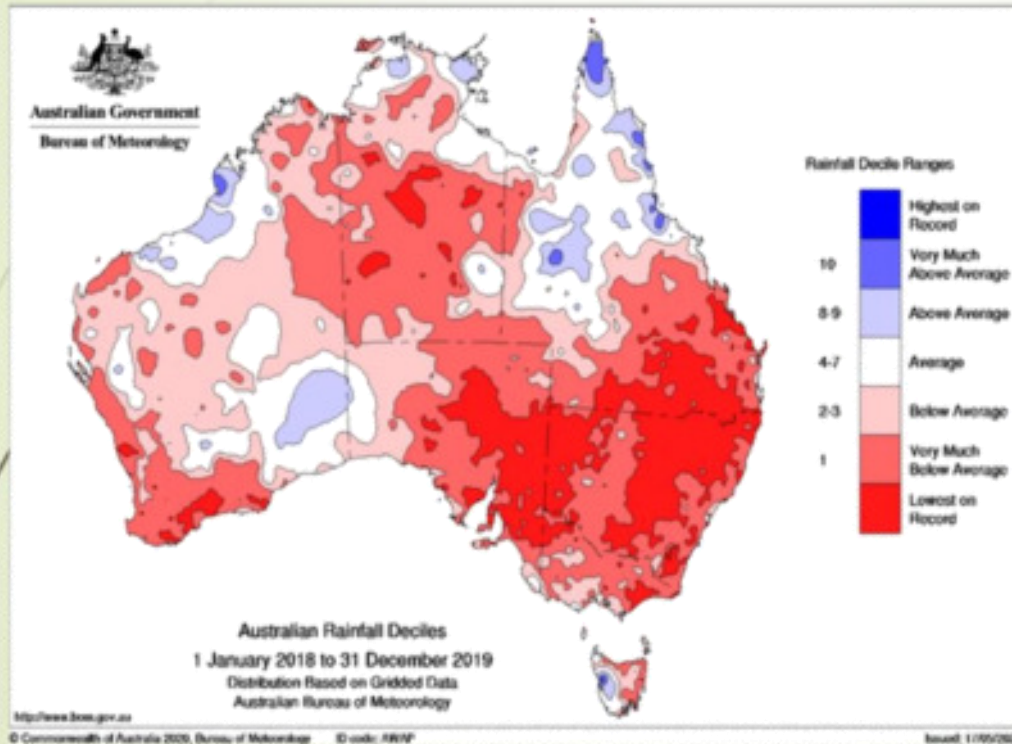 Australian Government
Bureau of Meteorology
Rainfall Decile Ranges
Highest on
Record
10
Very Much
Above Average
8-9
Above Average
4-7
Average
2-3
Below Average
1
Very Much
Below Average
Lowest on
Record
Australian Rainfall Deciles
1 January 2018 to 31 December 2019
Distribution Based on Gridded Data
Australian Bureau of Meteorology
http://www.bom.gov.au
© Commonwealth of Australia 2020, Bureau of Meteorology
ID code: AWAP
Issued: